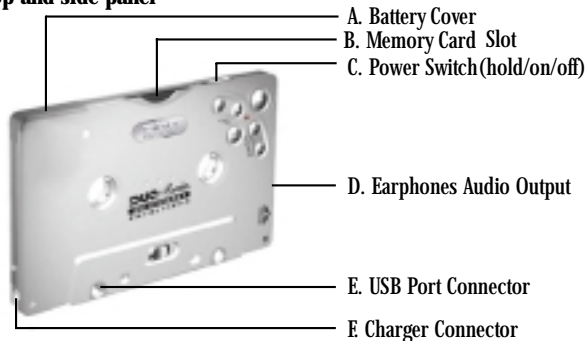 op and side panel
A. Battery Cover
B. Memory Card Slot
C. Power Switch(hold/on/off)
D. Earphones Audio Output
E. USB Port Connector
F. Charger Connector